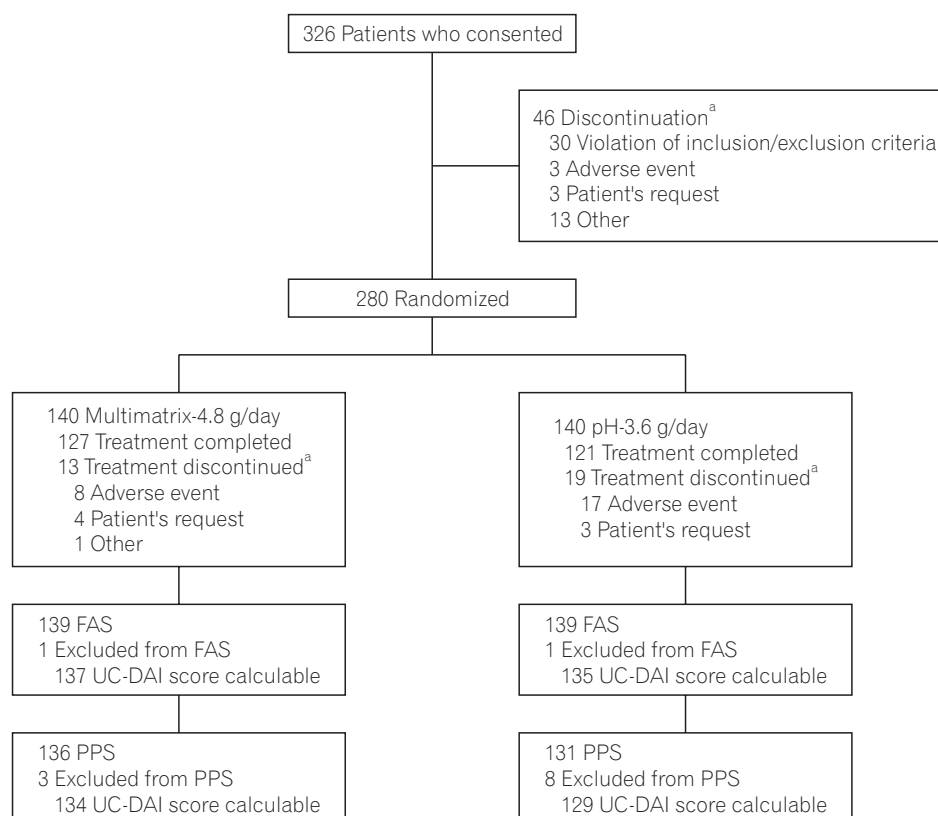 326 Patients who consented
46 Discontinuationa
30 Violation of inclusion/exclusion criteria
3 Adverse event
3 Patient's request
13 Other
280 Randomized
140 Multimatrix-4.8 g/day
127 Treatment completed
13 Treatment discontinueda
8 Adverse event
4 Patient's request
1 Other
140 pH-3.6 g/day
121 Treatment completed
19 Treatment discontinueda
17 Adverse event
3 Patient's request
139 FAS
1 Excluded from FAS
137 UC-DAI score calculable
139 FAS
1 Excluded from FAS
135 UC-DAI score calculable
136 PPS
3 Excluded from PPS
134 UC-DAI score calculable
131 PPS
8 Excluded from PPS
129 UC-DAI score calculable